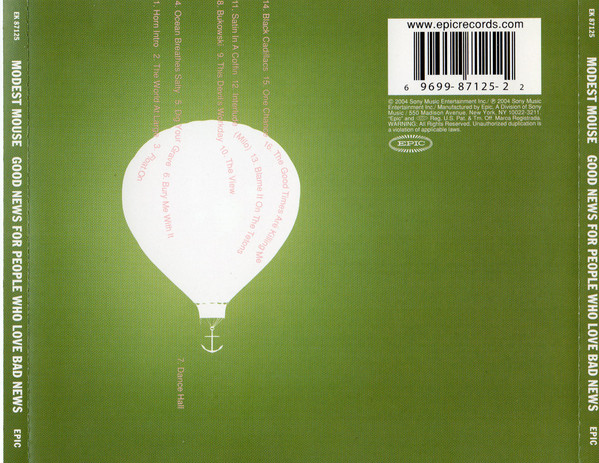 EK 87125 MODEST MOUSE GOOD NEWS FOR PEOPLE WHO LOVE BAD NEWS EPIC
1. Horn Intro 2. The World At Large 3. Float On
4. Ocean Breathes Salty 5. Dig Your Grave 6. Bury Me With It 7. Dance Hall
8. Bukowski 9. This Devil's Workday 10. The View
11. Satin In A Coffin 12. Interlude (Milo) 13. Blame It On The Tetons
14. Black Cadillacs 15. One Chance 16. The Good Times Are Killing Me
www.epicrecords.com
6 9699-87125-2 2
© 2004 Sony Music Entertainment Inc./ ℗ 2004 Sony Music
Entertainment Inc./ Manufactured by Epic, A Division of Sony
Music / 550 Madison Avenue, New York, NY 10022-3211/
"Epic" and EPIC Reg. U.S. Pat. & Tm. Off. Marca Registrada.
WARNING: All Rights Reserved. Unauthorized duplication is
a violation of applicable laws.
EPIC
EK 87125 MODEST MOUSE GOOD NEWS FOR PEOPLE WHO LOVE BAD NEWS EPIC